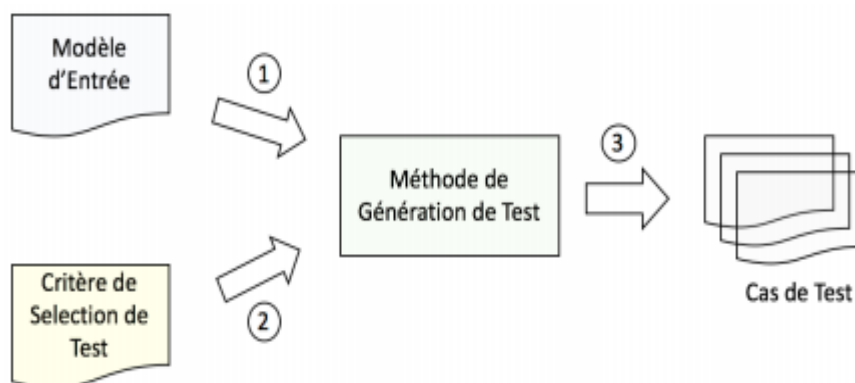 Modèle
d'Entrée
1
Méthode de
Génération de Test
3
Critère de
Selection de
Test
2
Cas de Test